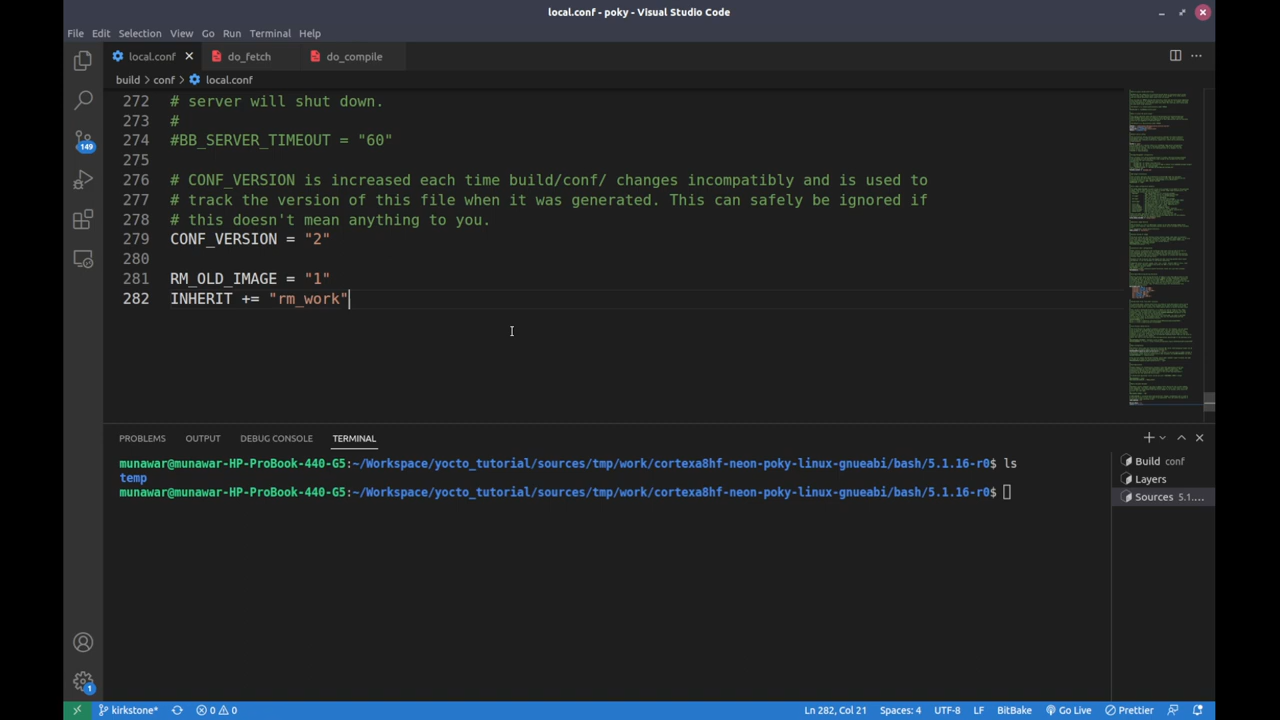 local.conf - poky - Visual Studio Code
File Edit Selection View Go Run Terminal Help
local.conf do_fetch do_compile
build > conf > local.conf
272 # server will shut down.
273 #
274 #BB_SERVER_TIMEOUT = "60"
275
276 # CONF_VERSION is increased each time build/conf/ changes incompatibly and is used to
277 # track the version of this file when it was generated. This can safely be ignored if
278 # this doesn't mean anything to you.
279 CONF_VERSION = "2"
280
281 RM_OLD_IMAGE = "1"
282 INHERIT += "rm_work"
149
PROBLEMS OUTPUT DEBUG CONSOLE TERMINAL
munawar@munawar-HP-ProBook-440-G5:~/Workspace/yocto_tutorial/sources/tmp/work/cortexa8hf-neon-poky-linux-gnueabi/bash/5.1.16-r0$ ls
temp
munawar@munawar-HP-ProBook-440-G5:~/Workspace/yocto_tutorial/sources/tmp/work/cortexa8hf-neon-poky-linux-gnueabi/bash/5.1.16-r0$
Build conf
Layers
Sources 5.1....
1
kirkstone* 0 0 Ln 282, Col 21 Spaces: 4 UTF-8 LF BitBake Go Live Prettier